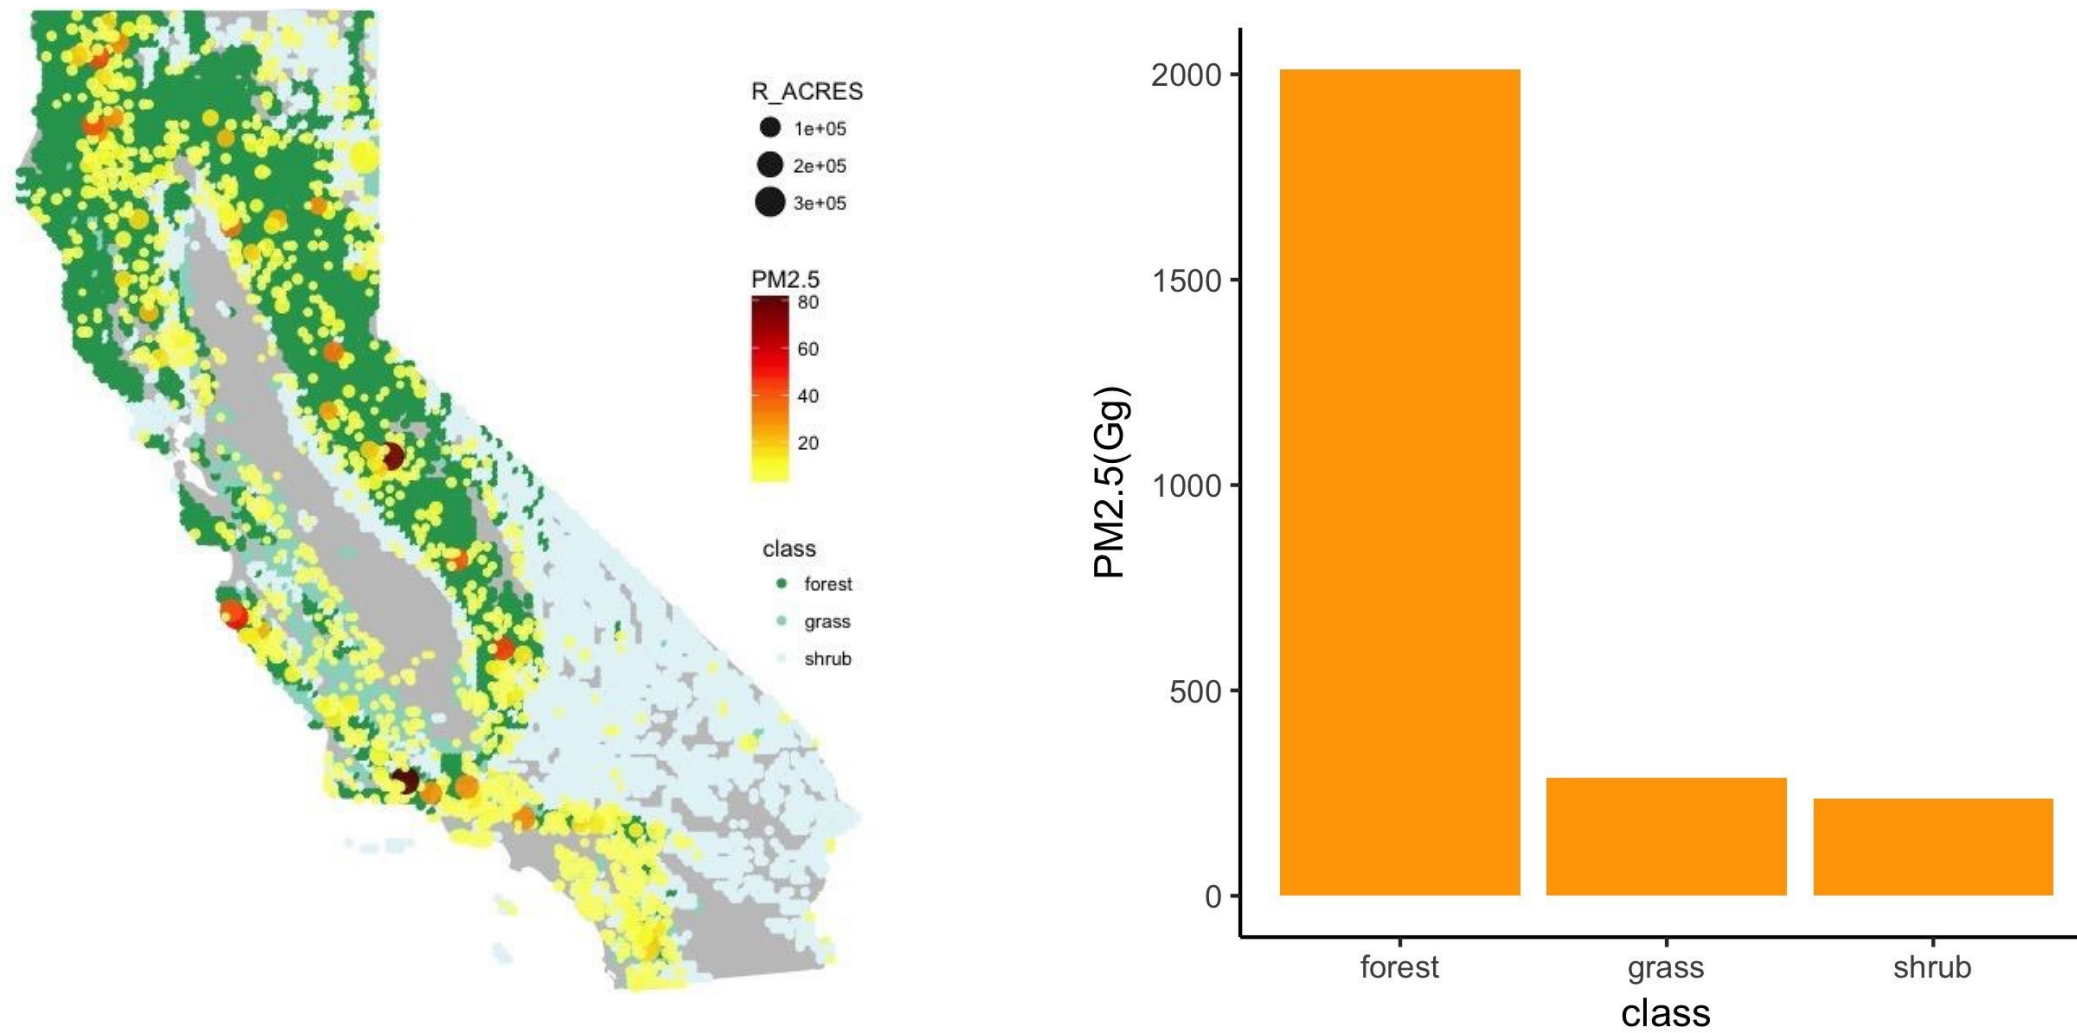 R_ACRES
1e+05
2e+05
3e+05
PM2.5
80
60
40
20
class
forest
grass
shrub
PM2.5(Gg)
2000
1500
1000
500
0
forest grass shrub
class